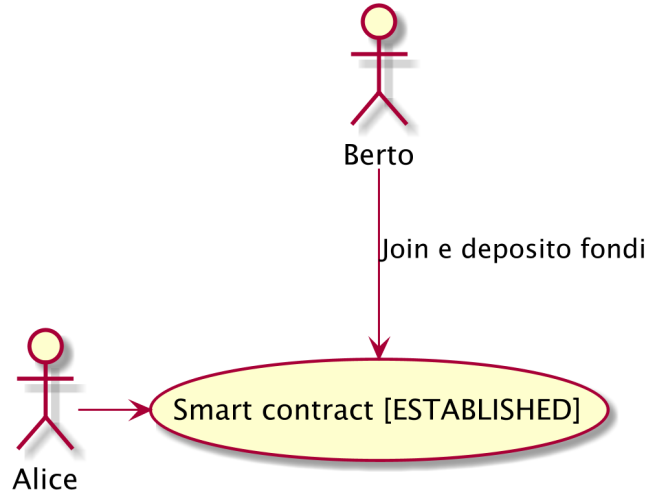 Berto
Join e deposito fondi
Smart contract [ESTABLISHED]
Alice